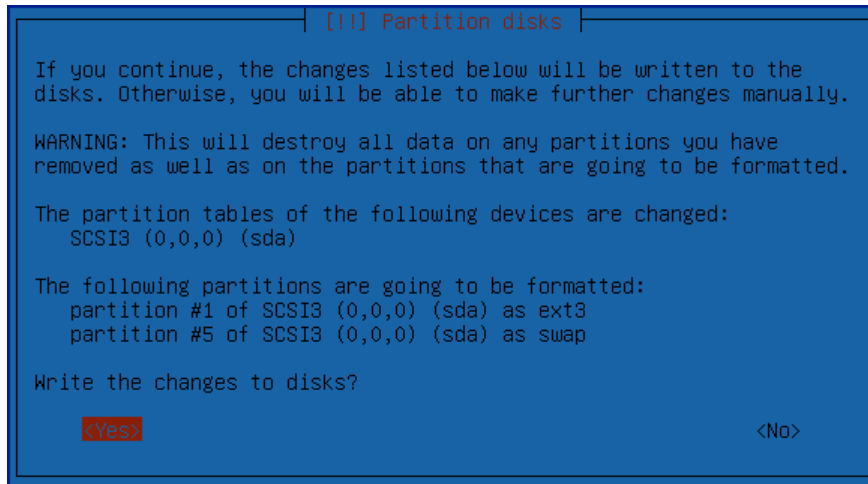 [!!] Partition disks
If you continue, the changes listed below will be written to the
disks. Otherwise, you will be able to make further changes manually.
WARNING: This will destroy all data on any partitions you have
removed as well as on the partitions that are going to be formatted.
The partition tables of the following devices are changed:
SCSI3 (0,0,0) (sda)
The following partitions are going to be formatted:
partition #1 of SCSI3 (0,0,0) (sda) as ext3
partition #5 of SCSI3 (0,0,0) (sda) as swap
Write the changes to disks?
<Yes> <No>